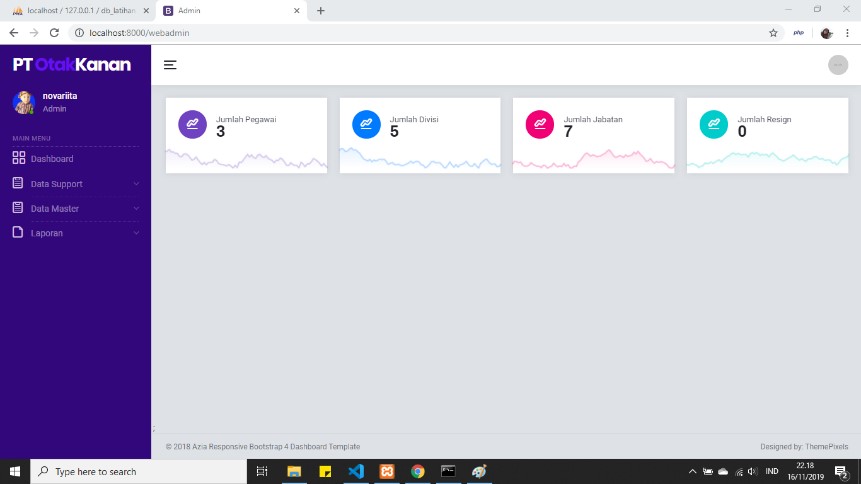 localhost / 127.0.0.1 / db_latihan
Admin
localhost:8000/webadmin
php
PT OtakKanan
novariita
Admin
MAIN MENU
Dashboard
Data Support
Data Master
Laporan
Jumlah Pegawai
3
Jumlah Divisi
5
Jumlah Jabatan
7
Jumlah Resign
0
;
© 2018 Azia Responsive Bootstrap 4 Dashboard Template
Designed by: ThemePixels
Type here to search
IND
22.18
16/11/2019
2